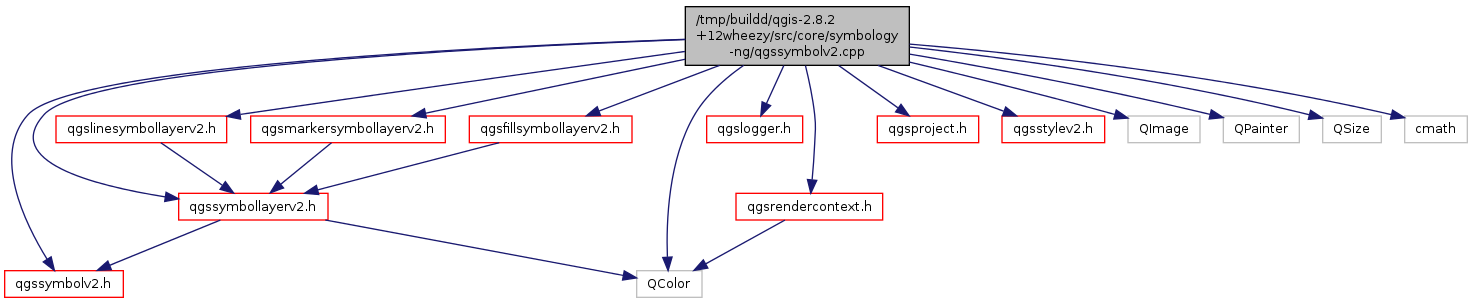 /tmp/buildd/qgis-2.8.2
+12wheezy/src/core/symbology
-ng/qgssymbolv2.cpp
qgslinesymbollayerv2.h
qgsmarkersymbollayerv2.h
qgsfillsymbollayerv2.h
qgslogger.h
qgsproject.h
qgsstylev2.h
QImage
QPainter
QSize
cmath
qgssymbollayerv2.h
qgsrendercontext.h
qgssymbolv2.h
QColor